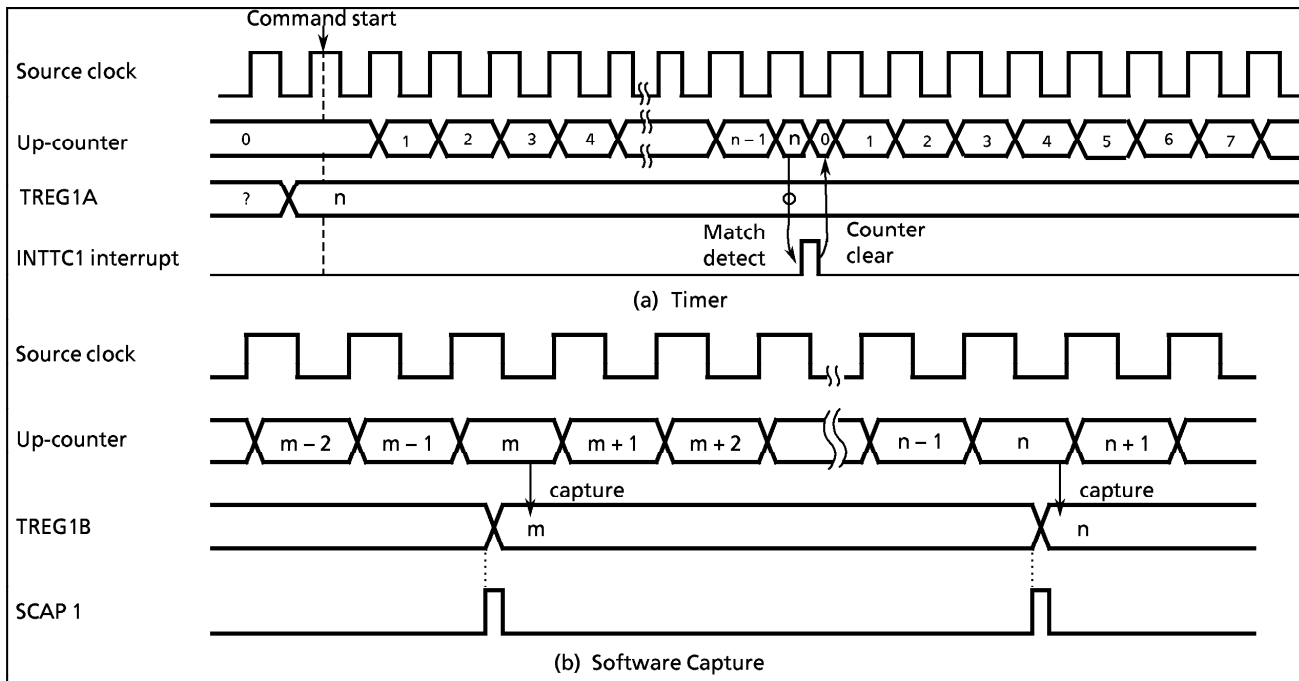 Command start
Source clock
Up-counter 0 1 2 3 4 n – 1 n 0 1 2 3 4 5 6 7
TREG1A ? n
Match detect
Counter clear
INTTC1 interrupt
(a) Timer
Source clock
Up-counter m – 2 m – 1 m m + 1 m + 2 n – 1 n n + 1
capture capture
TREG1B m n
SCAP 1
(b) Software Capture